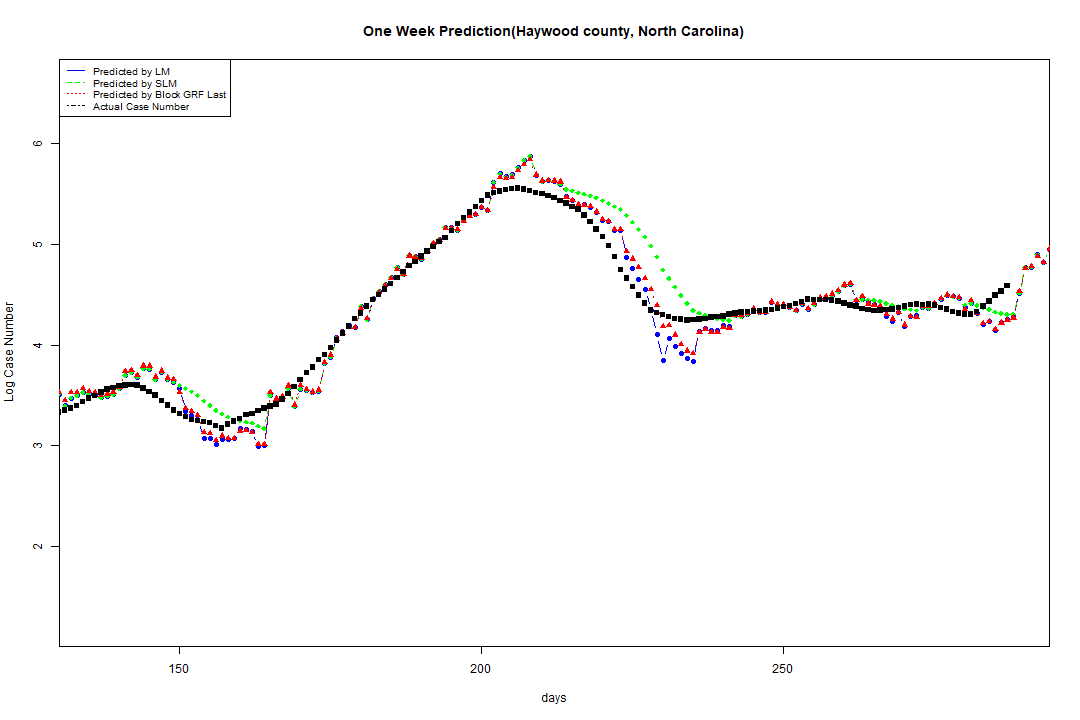 One Week Prediction(Haywood county, North Carolina)
Predicted by LM
Predicted by SLM
Predicted by Block GRF Last
Actual Case Number
6
5
4
3
2
Log Case Number
150
200
250
days